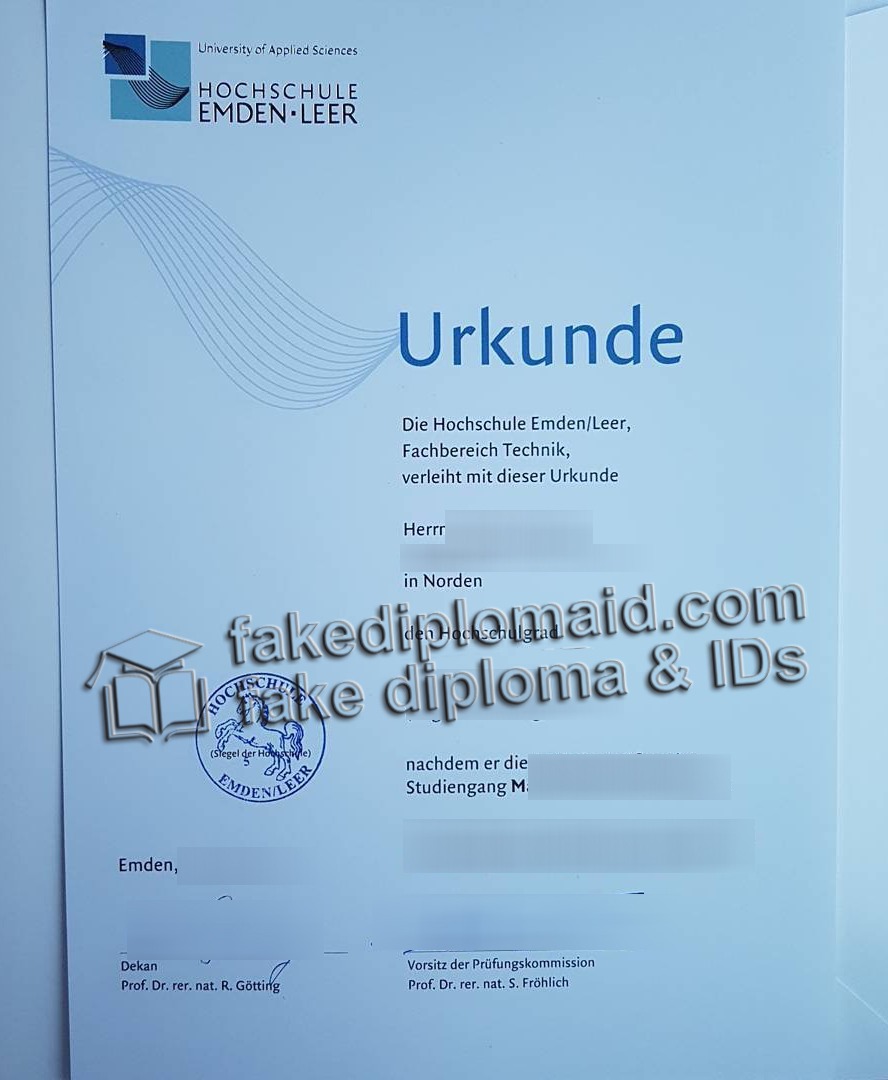 University of Applied Sciences
HOCHSCHULE
EMDEN·LEER
Urkunde
Die Hochschule Emden/Leer,
Fachbereich Technik,
verleiht mit dieser Urkunde
Herrn
in Norden
den Hochschulgrad
fakediplomaid.com
fake diploma & IDs
HOCHSCHULE
(Siegel der Hochschule)
5
EMDEN/LEER
nachdem er die
Studiengang
Emden,
Dekan
Prof. Dr. rer. nat. R. Götting
Vorsitz der Prüfungskommission
Prof. Dr. rer. nat. S. Fröhlich